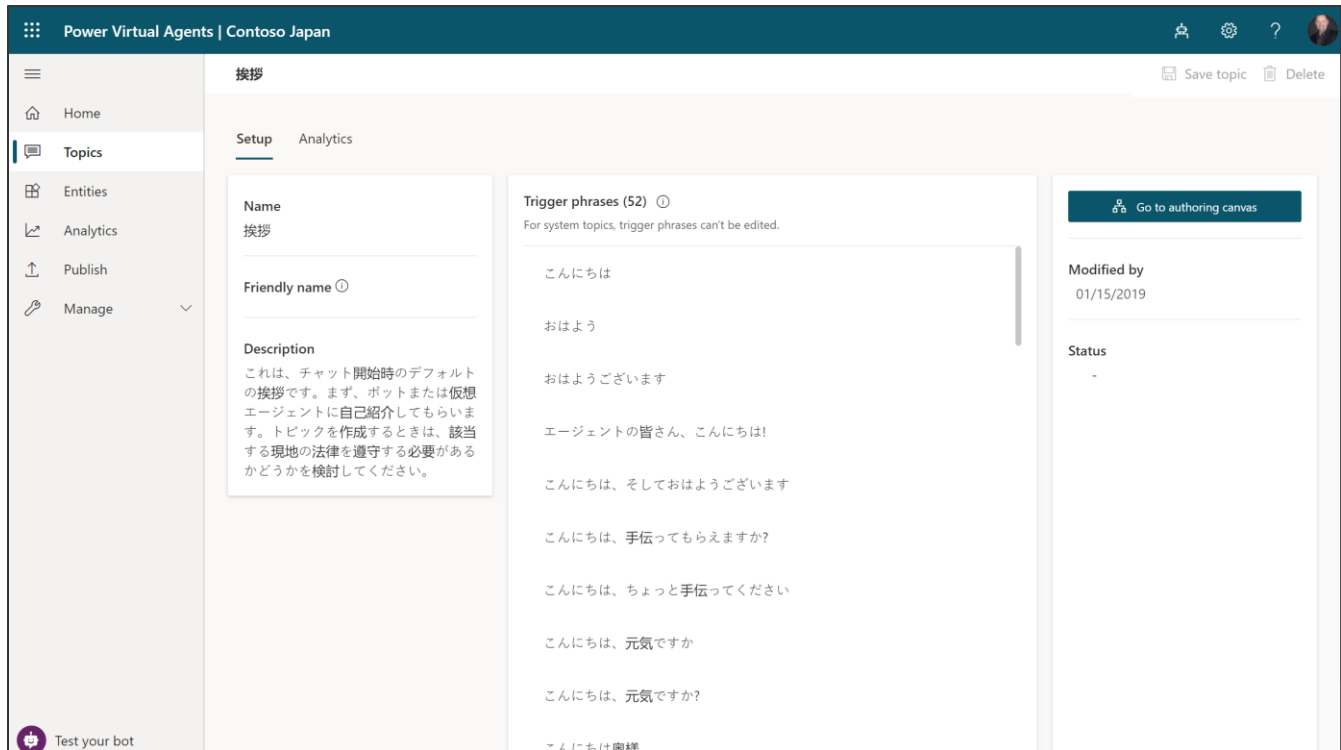 Power Virtual Agents | Contoso Japan
挨拶
Save topic
Delete
Home
Topics
Entities
Analytics
Publish
Manage
Test your bot
Setup
Analytics
Name
挨拶
Friendly name
Description
これは、チャット開始時のデフォルト
の挨拶です。まず、ボットまたは仮想
エージェントに自己紹介してもらいま
す。トピックを作成するときは、該当
する現地の法律を遵守する必要がある
かどうかを検討してください。
Trigger phrases (52)
For system topics, trigger phrases can't be edited.
こんにちは
おはよう
おはようございます
エージェントの皆さん、こんにちは!
こんにちは、そしておはようございます
こんにちは、手伝ってもらえますか?
こんにちは、ちょっと手伝ってください
こんにちは、元気ですか
こんにちは、元気ですか?
こんにちは奥様
Go to authoring canvas
Modified by
01/15/2019
Status
-